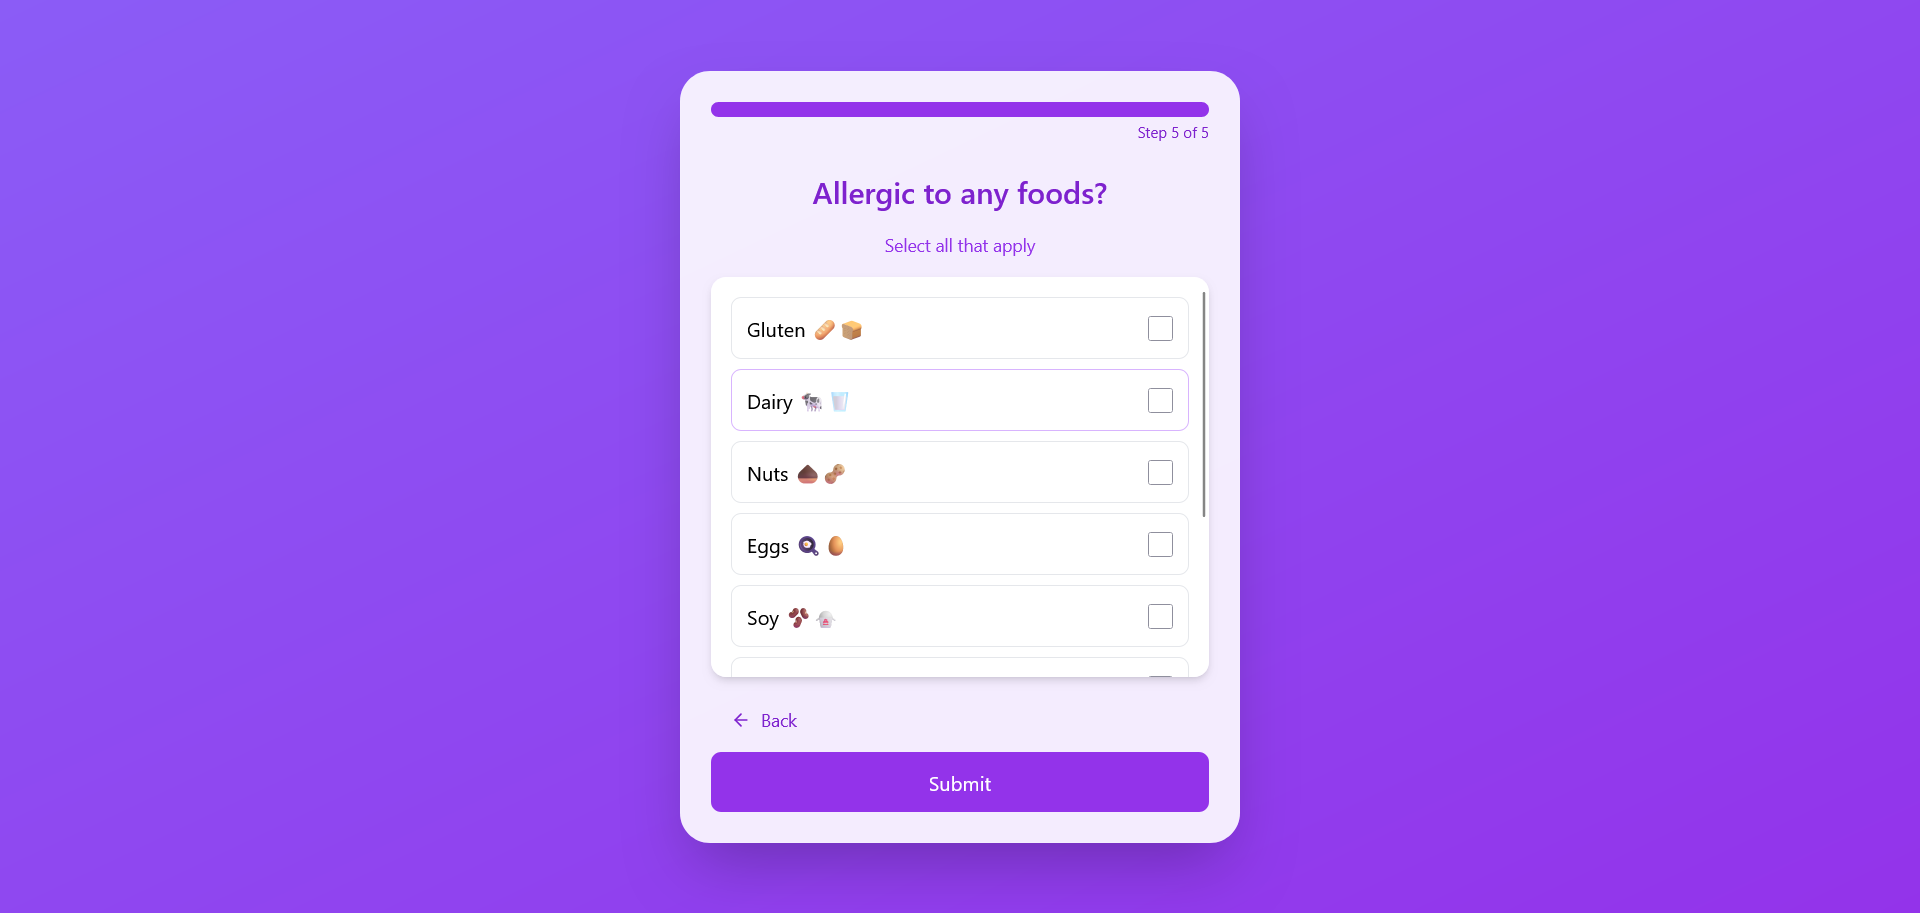 Step 5 of 5
Allergic to any foods?
Select all that apply
Gluten 🥖 🍞
Dairy 🐄 🥛
Nuts 🌰 🥜
Eggs 🍳 🥚
Soy 🫘 🍚
Back
Submit